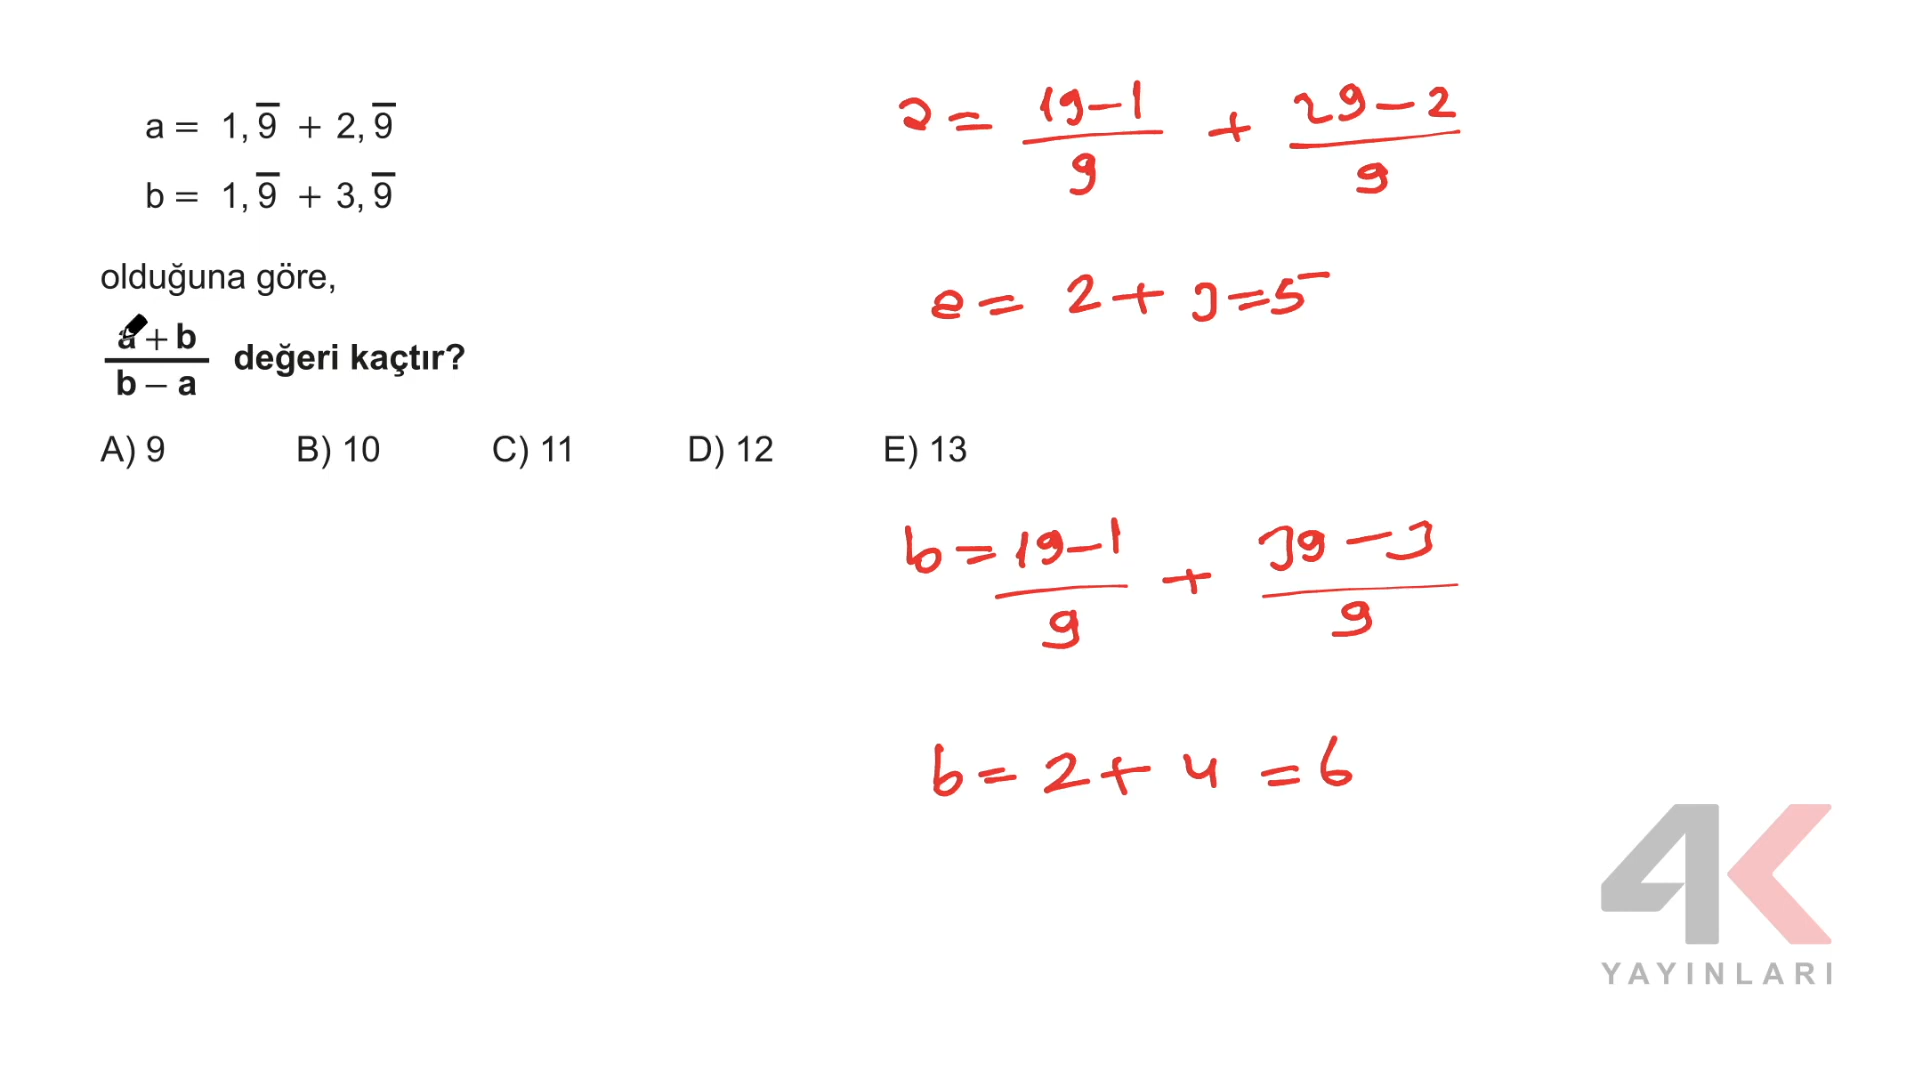 a = 1,9̅ + 2,9̅
b = 1,9̅ + 3,9̅
olduğuna göre,
a + b
b − a
değeri kaçtır?
A) 9 B) 10 C) 11 D) 12 E) 13
a = 19−1 / 9 + 29−2 / 9
a = 2 + 3 = 5
b = 19−1 / 9 + 39−3 / 9
b = 2 + 4 = 6
4K
YAYINLARI